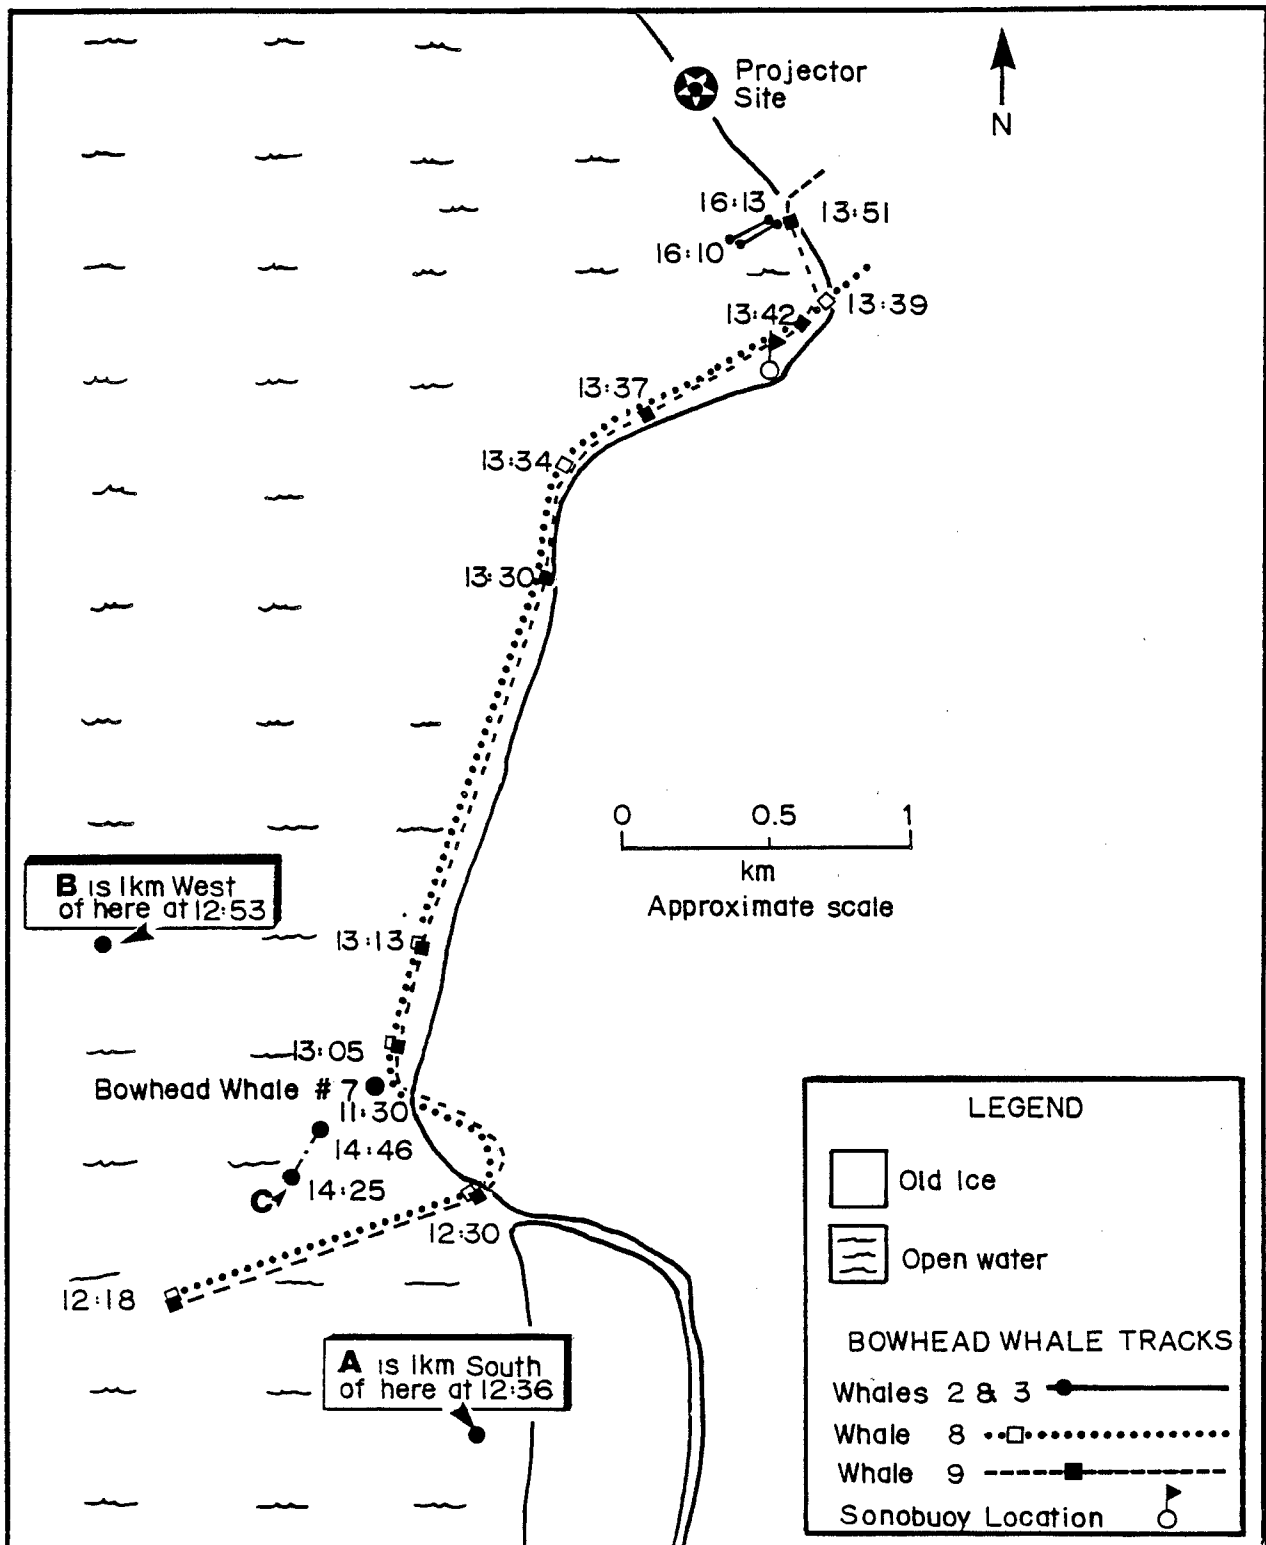 Projector
Site
N
16:13
13:51
16:10
13:42
13:39
13:37
13:34
13:30
0 0.5 1
km
Approximate scale
B is 1km West
of here at 12:53
13:13
13:05
Bowhead Whale # 7
11:30
14:46
C
14:25
12:30
12:18
A is 1km South
of here at 12:36
LEGEND
Old Ice
Open water
BOWHEAD WHALE TRACKS
Whales 2 & 3
Whale 8
Whale 9
Sonobuoy Location